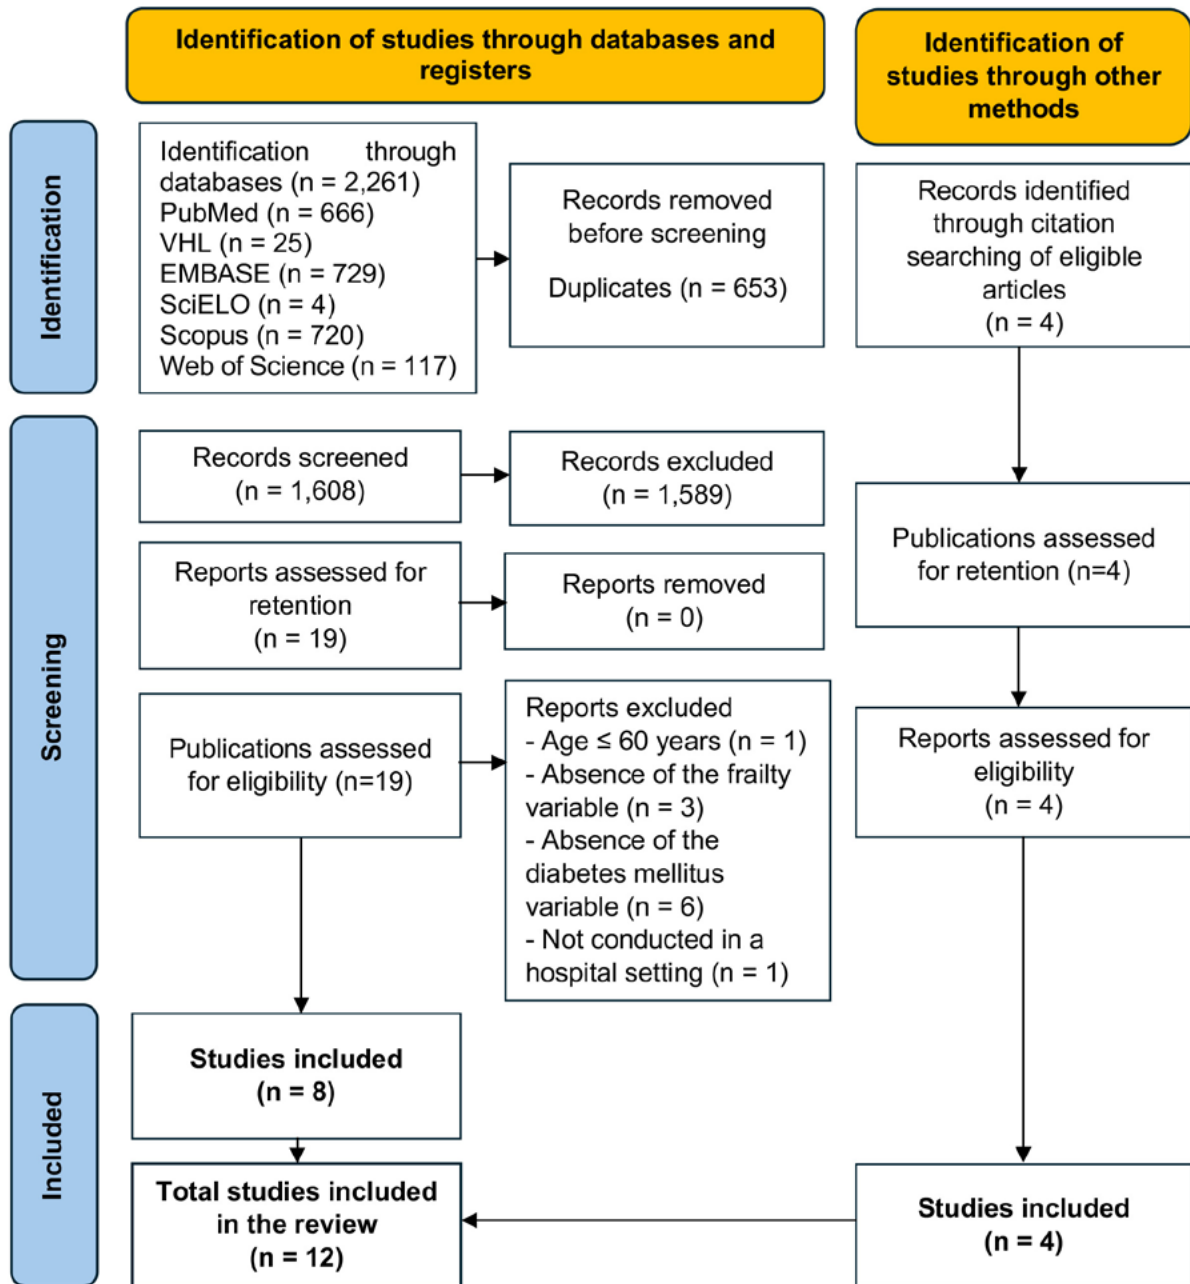 Identification of studies through databases and
registers
Identification of
studies through other
methods
Identification
Identification through
databases (n = 2,261)
PubMed (n = 666)
VHL (n = 25)
EMBASE (n = 729)
SciELO (n = 4)
Scopus (n = 720)
Web of Science (n = 117)
Records removed
before screening
Duplicates (n = 653)
Records identified
through citation
searching of eligible
articles
(n = 4)
Screening
Records screened
(n = 1,608)
Records excluded
(n = 1,589)
Publications assessed
for retention (n=4)
Reports assessed for
retention
(n = 19)
Reports removed
(n = 0)
Publications assessed
for eligibility (n=19)
Reports excluded
- Age ≤ 60 years (n = 1)
- Absence of the frailty
variable (n = 3)
- Absence of the
diabetes mellitus
variable (n = 6)
- Not conducted in a
hospital setting (n = 1)
Reports assessed for
eligibility
(n = 4)
Included
Studies included
(n = 8)
Total studies included
in the review
(n = 12)
Studies included
(n = 4)